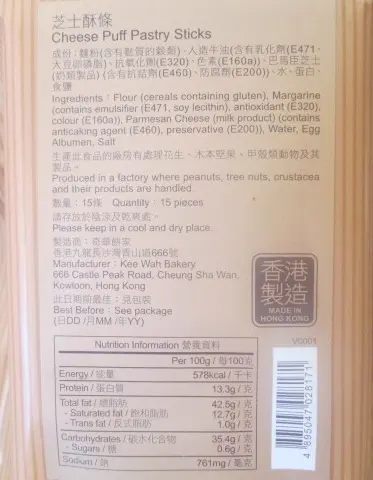 芝士酥條
Cheese Puff Pastry Sticks
成份：麵粉(含有麩質的穀類)、人造牛油(含有乳化劑(E471、
大豆卵磷脂)、抗氧化劑(E320)、色素(E160a))、巴馬臣芝士
(奶類製品)(含有抗結劑(E460)、防腐劑(E200))、水、蛋白、
食鹽
Ingredients : Flour (cereals containing gluten), Margarine
(contains emulsifier (E471, soy lecithin), antioxidant (E320),
colour (E160a)), Parmesan Cheese (milk product) (contains
anticaking agent (E460), preservative (E200)), Water, Egg
Albumen, Salt
生產此食品的廠房有處理花生、木本堅果、甲殼類動物及其
製品。
Produced in a factory where peanuts, tree nuts, crustacea
and their products are handled.
數量：15條 Quantity : 15 pieces
請存放於陰涼及乾爽處。
Please keep in a cool and dry place.
製造商：奇華餅家
香港九龍長沙灣青山道666號
Manufacturer : Kee Wah Bakery
666 Castle Peak Road, Cheung Sha Wan,
Kowloon, Hong Kong
此日期前最佳：見包裝
Best Before : See package
(日DD /月MM /年YY)
香港
製造
MADE IN
HONG KONG
V0001
Nutrition Information 營養資料
Per 100g / 每100克
Energy / 能量 578kcal / 千卡
Protein / 蛋白質 13.3g / 克
Total fat / 總脂肪 42.5g / 克
- Saturated fat / 飽和脂肪 12.7g / 克
- Trans fat / 反式脂肪 1.0g / 克
Carbohydrates / 碳水化合物 35.4g / 克
- Sugars / 糖 0.6g / 克
Sodium / 鈉 761mg / 毫克
4 895047 028171